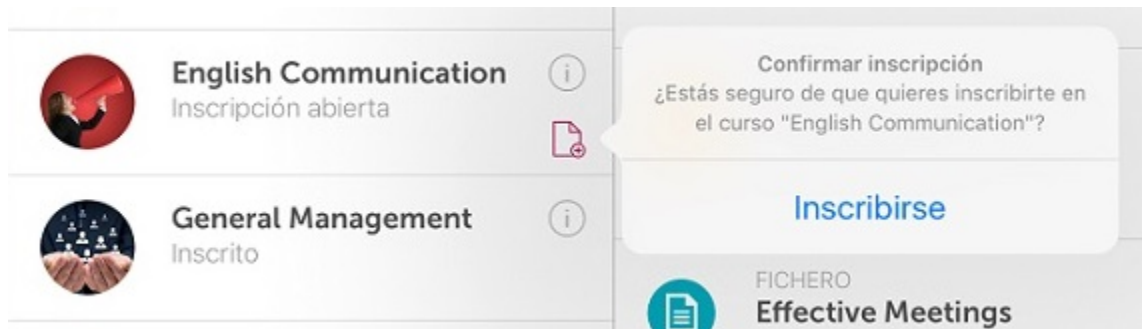 English Communication
Inscripción abierta
General Management
Inscrito
Confirmar inscripción
¿Estás seguro de que quieres inscribirte en
el curso "English Communication"?
Inscribirse
FICHERO
Effective Meetings